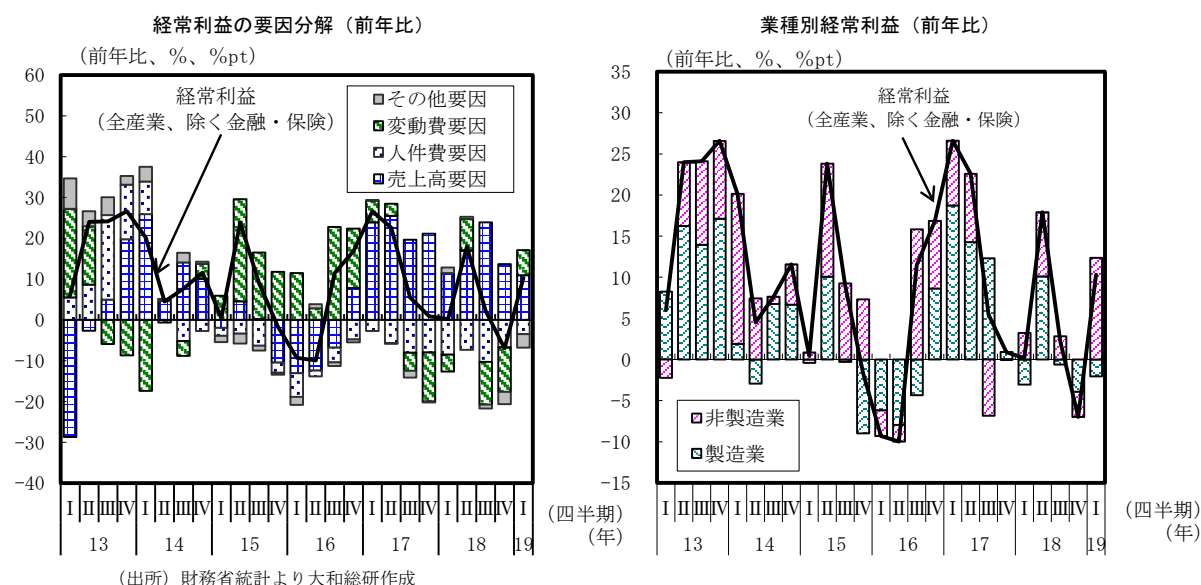 経常利益の要因分解（前年比）
（前年比、％、％pt）
60
50
40
30
20
10
0
-10
-20
-30
-40
経常利益
（全産業、除く金融・保険）
その他要因
変動費要因
人件費要因
売上高要因
Ⅰ Ⅱ Ⅲ Ⅳ Ⅰ Ⅱ Ⅲ Ⅳ Ⅰ Ⅱ Ⅲ Ⅳ Ⅰ Ⅱ Ⅲ Ⅳ Ⅰ Ⅱ Ⅲ Ⅳ Ⅰ Ⅱ Ⅲ Ⅳ Ⅰ （四半期）
13 14 15 16 17 18 19 （年）
業種別経常利益（前年比）
（前年比、％、％pt）
35
30
25
20
15
10
5
0
-5
-10
-15
経常利益
（全産業、除く金融・保険）
非製造業
製造業
Ⅰ Ⅱ Ⅲ Ⅳ Ⅰ Ⅱ Ⅲ Ⅳ Ⅰ Ⅱ Ⅲ Ⅳ Ⅰ Ⅱ Ⅲ Ⅳ Ⅰ Ⅱ Ⅲ Ⅳ Ⅰ Ⅱ Ⅲ Ⅳ Ⅰ （四半期）
13 14 15 16 17 18 19 （年）
（出所）財務省統計より大和総研作成